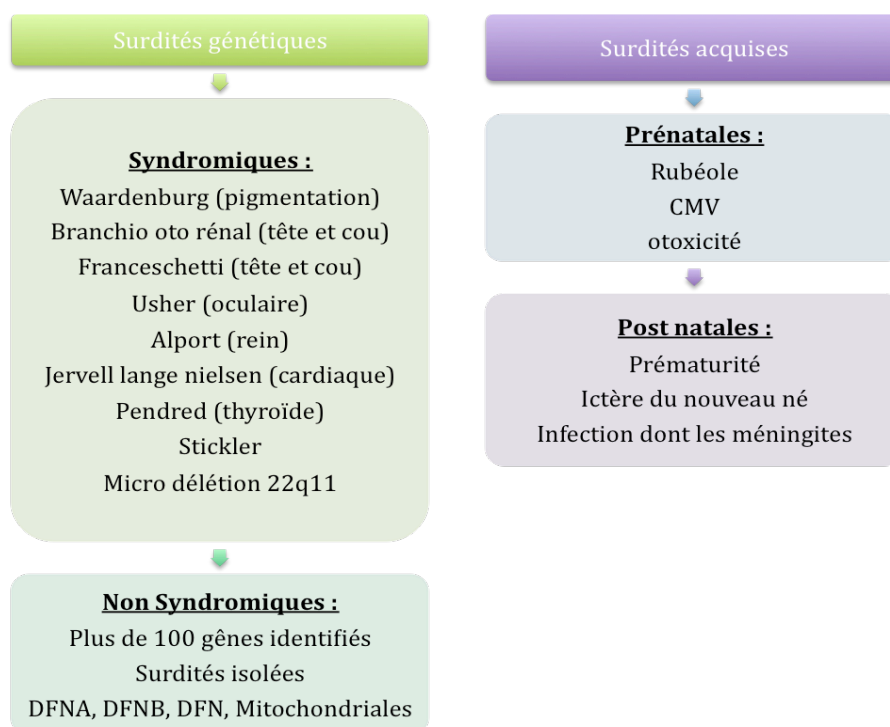 Surdités génétiques
Syndromiques :
Waardenburg (pigmentation)
Branchio oto rénal (tête et cou)
Franceschetti (tête et cou)
Usher (oculaire)
Alport (rein)
Jervell lange nielsen (cardiaque)
Pendred (thyroïde)
Stickler
Micro délétion 22q11
Non Syndromiques :
Plus de 100 gênes identifiés
Surdités isolées
DFNA, DFNB, DFN, Mitochondriales
Surdités acquises
Prénatales :
Rubéole
CMV
otoxicité
Post natales :
Prématurité
Ictère du nouveau né
Infection dont les méningites